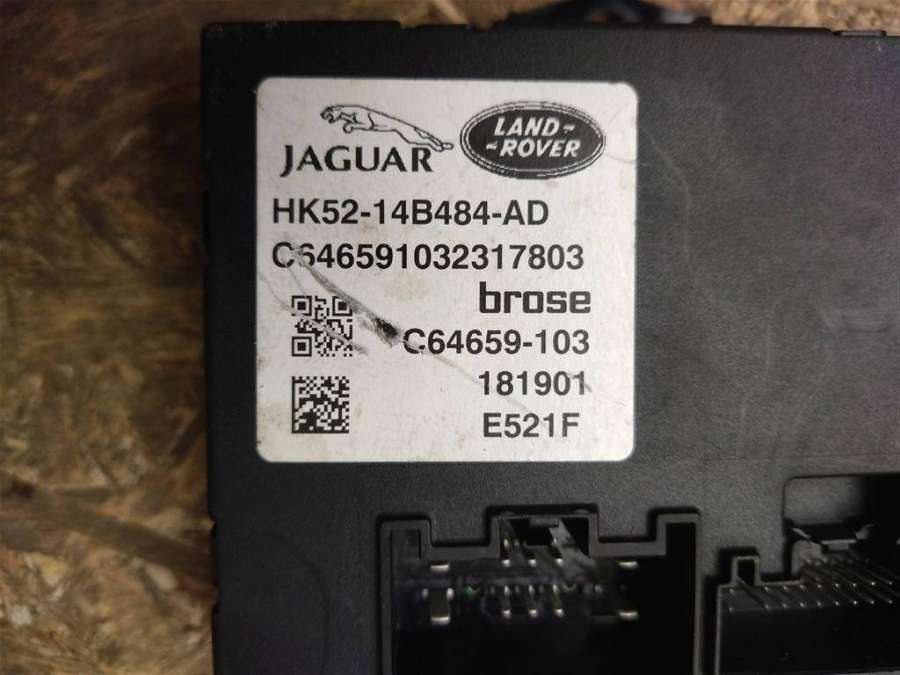 JAGUAR
LAND-
-ROVER
HK52-14B484-AD
C646591032317803
brose
C64659-103
181901
E521F